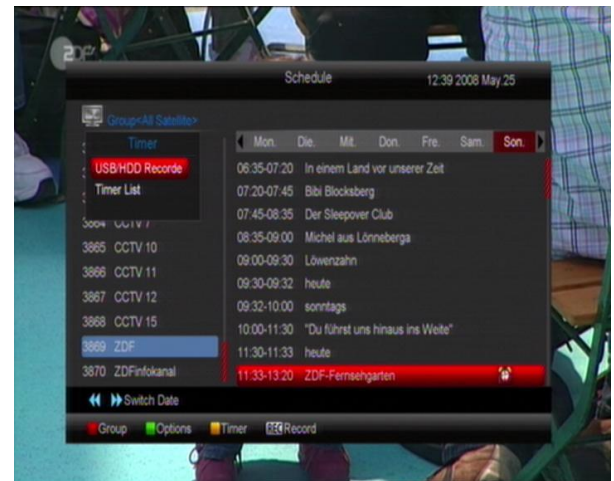 ZDF
Schedule
12:39 2008 May.25
Group<All Satellite>
Timer
USB/HDD Recorde
Timer List
3864 CCTV 7
3865 CCTV 10
3866 CCTV 11
3867 CCTV 12
3868 CCTV 15
3869 ZDF
3870 ZDFinfokanal
Mon. Die. Mit. Don. Fre. Sam. Son.
06:35-07:20 In einem Land vor unserer Zeit
07:20-07:45 Bibi Blocksberg
07:45-08:35 Der Sleepover Club
08:35-09:00 Michel aus Lönneberga
09:00-09:30 Löwenzahn
09:30-09:32 heute
09:32-10:00 sonntags
10:00-11:30 "Du führst uns hinaus ins Weite"
11:30-11:33 heute
11:33-13:20 ZDF-Fernsehgarten
Switch Date
Group Options Timer REC Record